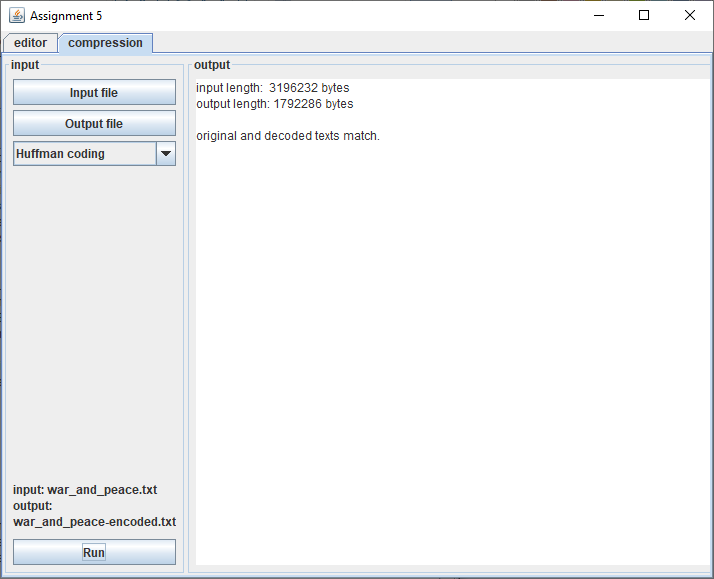 Assignment 5
editor
compression
input
Input file
Output file
Huffman coding
input: war_and_peace.txt
output:
war_and_peace-encoded.txt
Run
output
input length:  3196232 bytes
output length: 1792286 bytes
original and decoded texts match.